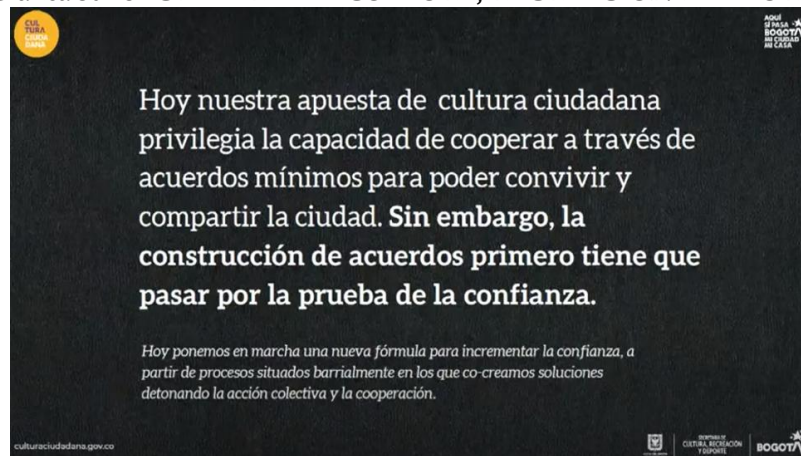 CUL
TURA
CIUDA
DANA
AQUÍ
SÍ PASA
BOGOTÁ
MI CIUDAD
MI CASA
Hoy nuestra apuesta de cultura ciudadana
privilegia la capacidad de cooperar a través de
acuerdos mínimos para poder convivir y
compartir la ciudad. Sin embargo, la
construcción de acuerdos primero tiene que
pasar por la prueba de la confianza.
Hoy ponemos en marcha una nueva fórmula para incrementar la confianza, a
partir de procesos situados barrialmente en los que co-creamos soluciones
detonando la acción colectiva y la cooperación.
culturaciudadana.gov.co
SECRETARÍA DE
CULTURA, RECREACIÓN
Y DEPORTE
BOGOTÁ